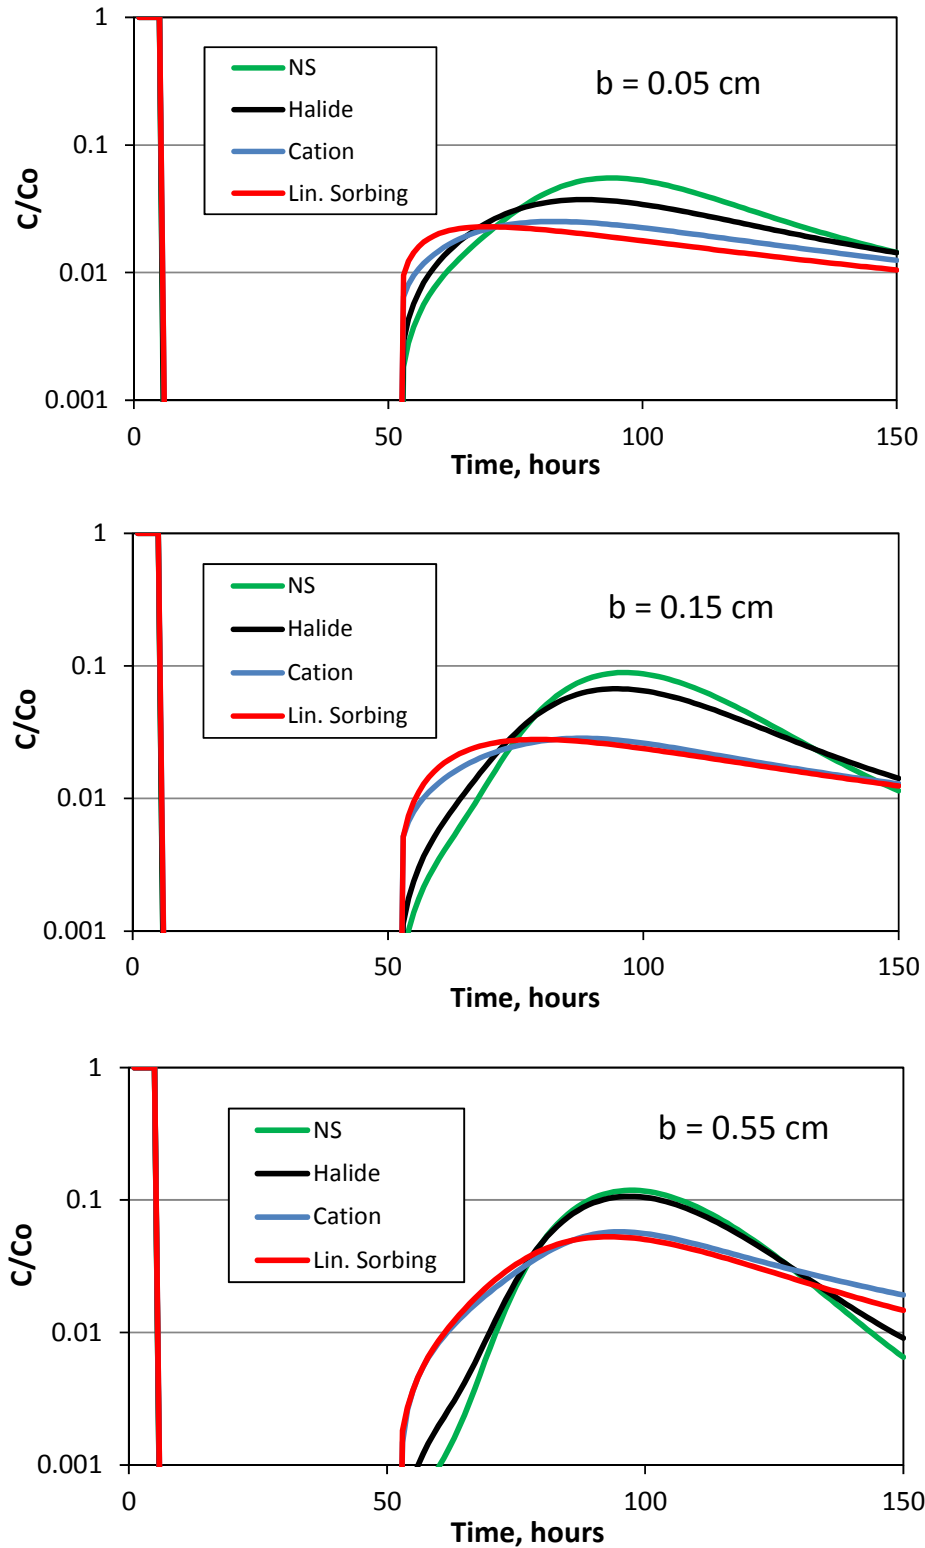 1
0.1
0.01
0.001
C/Co
NS
Halide
Cation
Lin. Sorbing
b = 0.05 cm
0
50
100
150
Time, hours
1
0.1
0.01
0.001
C/Co
NS
Halide
Cation
Lin. Sorbing
b = 0.15 cm
0
50
100
150
Time, hours
1
0.1
0.01
0.001
C/Co
NS
Halide
Cation
Lin. Sorbing
b = 0.55 cm
0
50
100
150
Time, hours